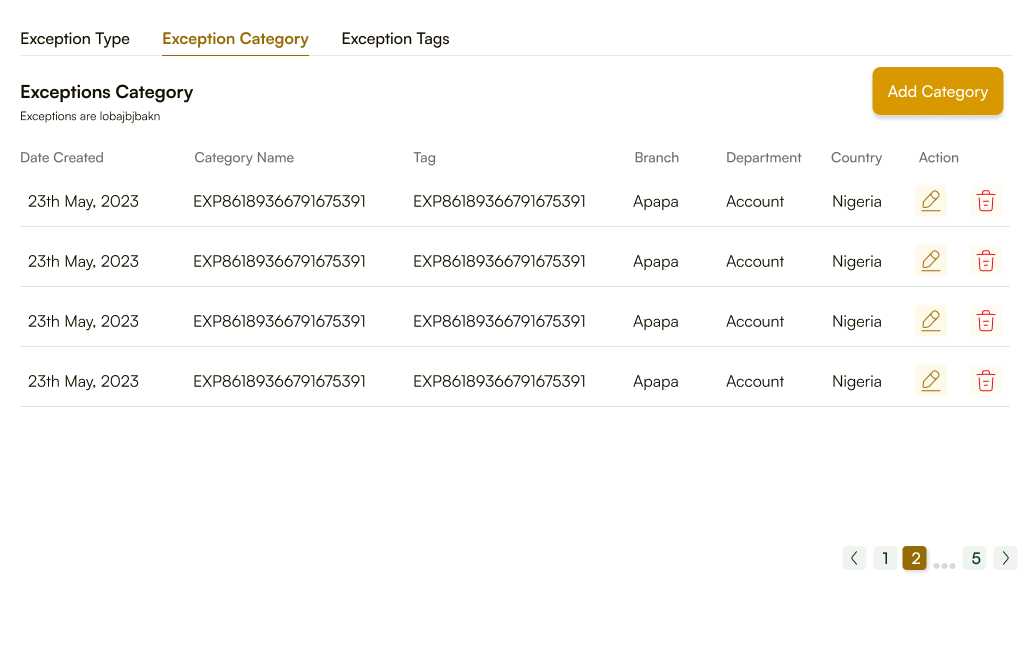 Exception Type Exception Category Exception Tags
Exceptions Category
Add Category
Exceptions are lobajbjbakn
Date Created Category Name Tag Branch Department Country Action
23th May, 2023 EXP86189366791675391 EXP86189366791675391 Apapa Account Nigeria
23th May, 2023 EXP86189366791675391 EXP86189366791675391 Apapa Account Nigeria
23th May, 2023 EXP86189366791675391 EXP86189366791675391 Apapa Account Nigeria
23th May, 2023 EXP86189366791675391 EXP86189366791675391 Apapa Account Nigeria
1 2 ... 5